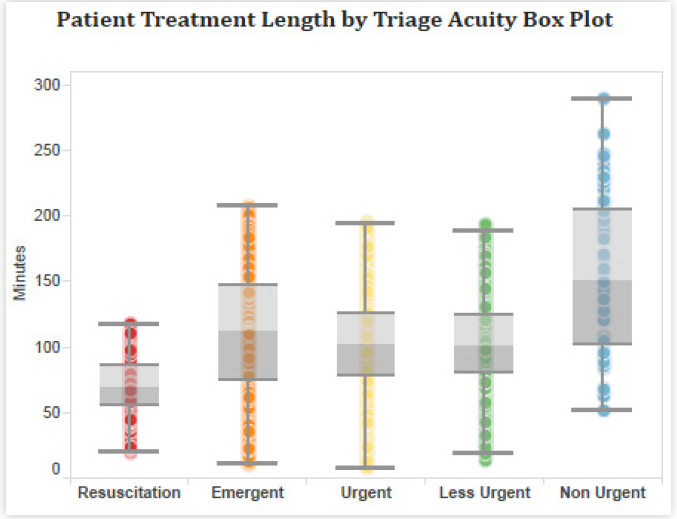 Patient Treatment Length by Triage Acuity Box Plot
300
250
200
150
100
50
0
Minutes
Resuscitation Emergent Urgent Less Urgent Non Urgent